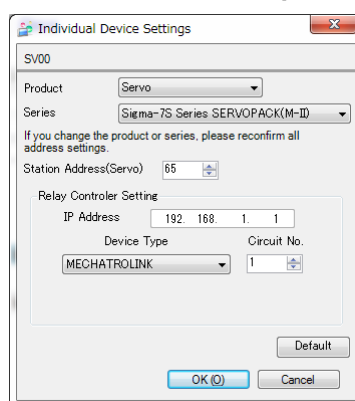 Individual Device Settings
SV00
Product Servo
Series Sigma-7S Series SERVOPACK(M-II)
If you change the product or series, please reconfirm all
address settings.
Station Address(Servo) 65
Relay Controler Setting
IP Address 192. 168. 1. 1
Device Type Circuit No.
MECHATROLINK 1
Default
OK (O) Cancel